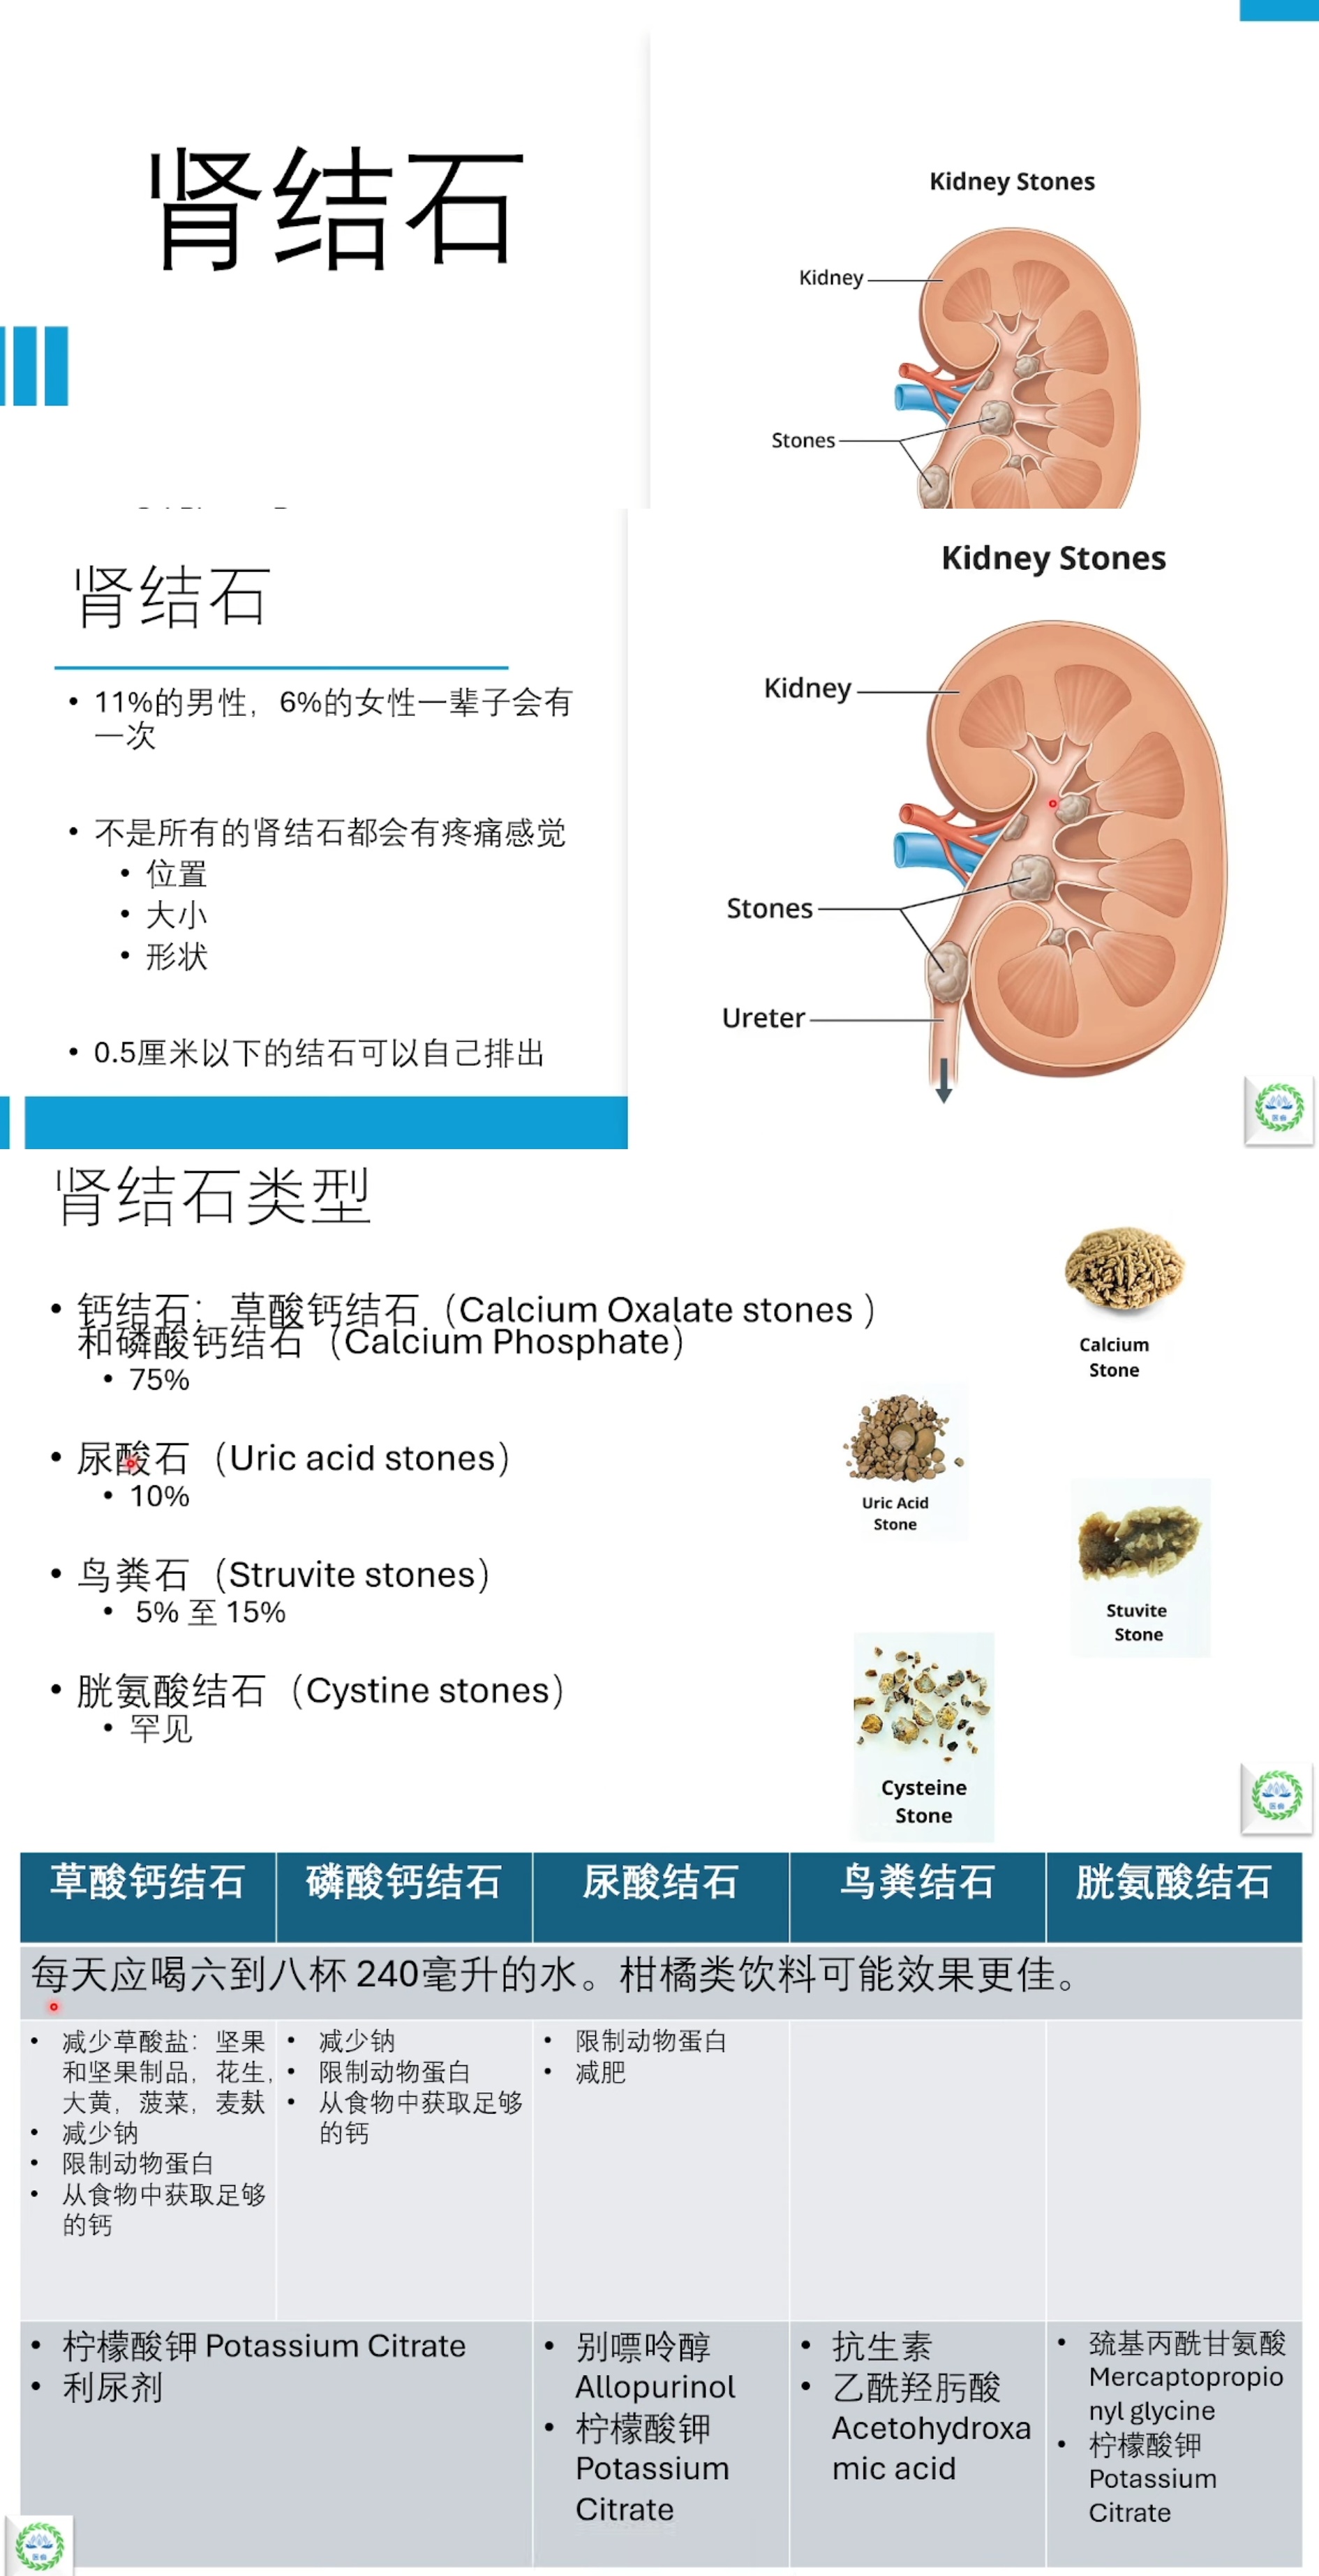 肾结石
Kidney Stones
Kidney
Stones
肾结石
• 11%的男性，6%的女性一辈子会有
一次
• 不是所有的肾结石都会有疼痛感觉
• 位置
• 大小
• 形状
• 0.5厘米以下的结石可以自己排出
Kidney Stones
Kidney
Stones
Ureter
肾结石类型
• 钙结石：草酸钙结石（Calcium Oxalate stones ）
和磷酸钙结石（Calcium Phosphate）
• 75%
• 尿酸石（Uric acid stones）
• 10%
• 鸟粪石（Struvite stones）
• 5% 至 15%
• 胱氨酸结石（Cystine stones）
• 罕见
Calcium
Stone
Uric Acid
Stone
Stuvite
Stone
Cysteine
Stone
草酸钙结石
磷酸钙结石
尿酸结石
鸟粪结石
胱氨酸结石
每天应喝六到八杯 240毫升的水。柑橘类饮料可能效果更佳。
• 减少草酸盐：坚果
和坚果制品，花生，
大黄，菠菜，麦麸
• 减少钠
• 限制动物蛋白
• 从食物中获取足够
的钙
• 减少钠
• 限制动物蛋白
• 从食物中获取足够
的钙
• 限制动物蛋白
• 减肥
• 柠檬酸钾 Potassium Citrate
• 利尿剂
• 别嘌呤醇
Allopurinol
• 柠檬酸钾
Potassium
Citrate
• 抗生素
• 乙酰羟肟酸
Acetohydroxa
mic acid
• 巯基丙酰甘氨酸
Mercaptopropio
nyl glycine
• 柠檬酸钾
Potassium
Citrate